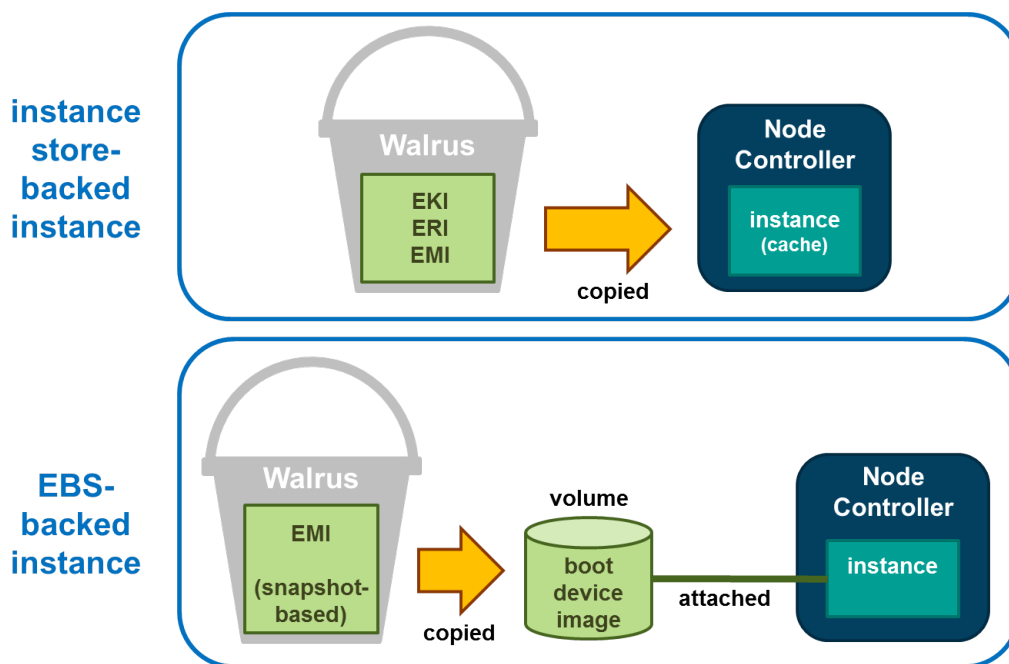 instance
store-
backed
instance
Walrus
EKI
ERI
EMI
copied
Node
Controller
instance
(cache)
EBS-
backed
instance
Walrus
EMI
(snapshot-
based)
copied
volume
boot
device
image
attached
Node
Controller
instance